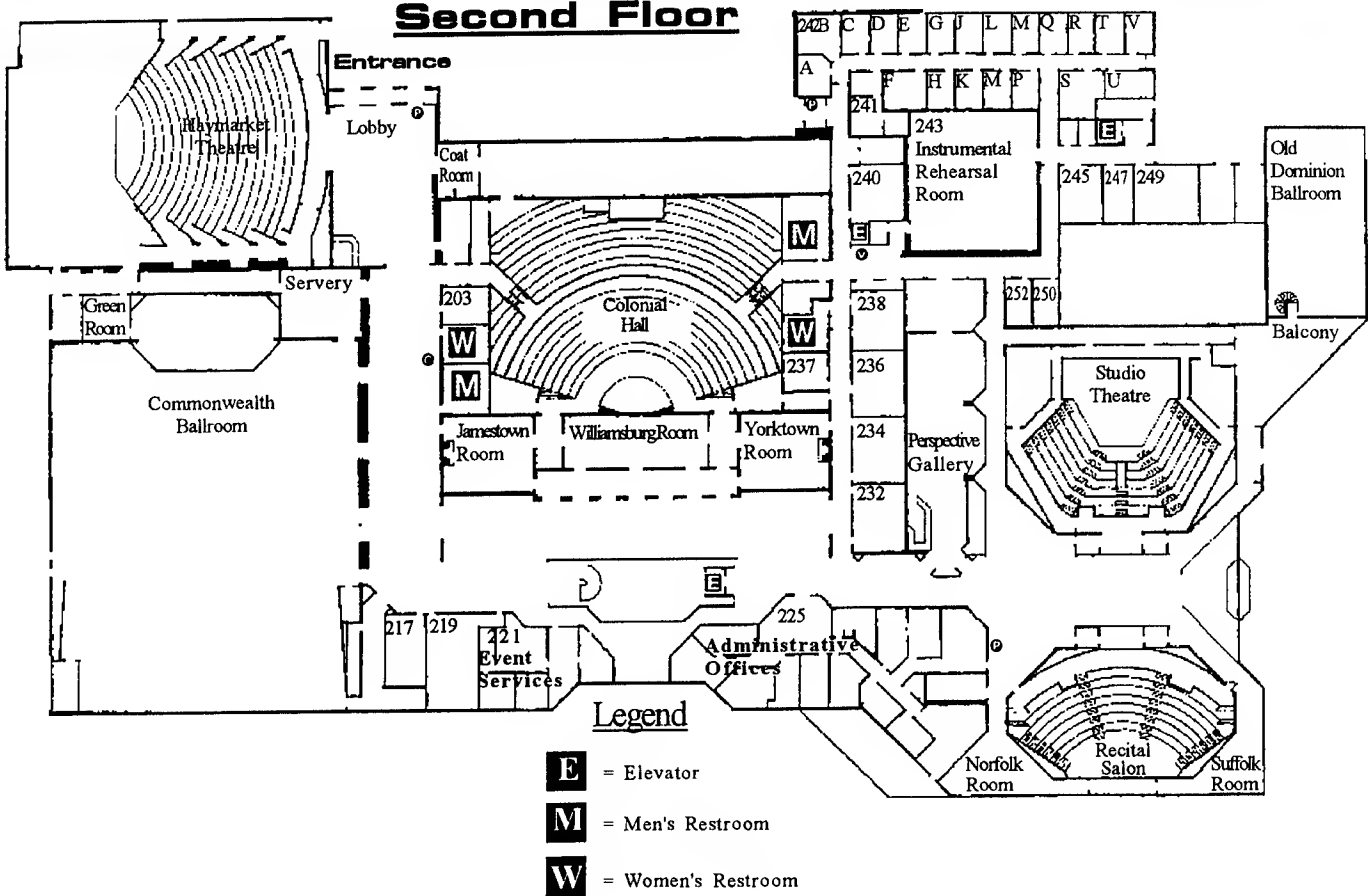 Second Floor
Entrance
242B C D E G J L M Q R T V
A
F H K M P S U
241
E
Haymarket
Theatre
Lobby
P
P
Coat
Room
243
Instrumental
Rehearsal
Room
240
245 247 249
Old
Dominion
Ballroom
M
E
V
Servery
Green
Room
203
Colonial
Hall
238
252 250
Balcony
W
W
M
237
236
Studio
Theatre
Commonwealth
Ballroom
Jamestown
Room
Williamsburg Room
Yorktown
Room
234
Perspective
Gallery
232
E
217 219
221
Event
Services
225
Administrative
Offices
P
Norfolk
Room
Recital
Salon
Suffolk
Room
Legend
E = Elevator
M = Men's Restroom
W = Women's Restroom